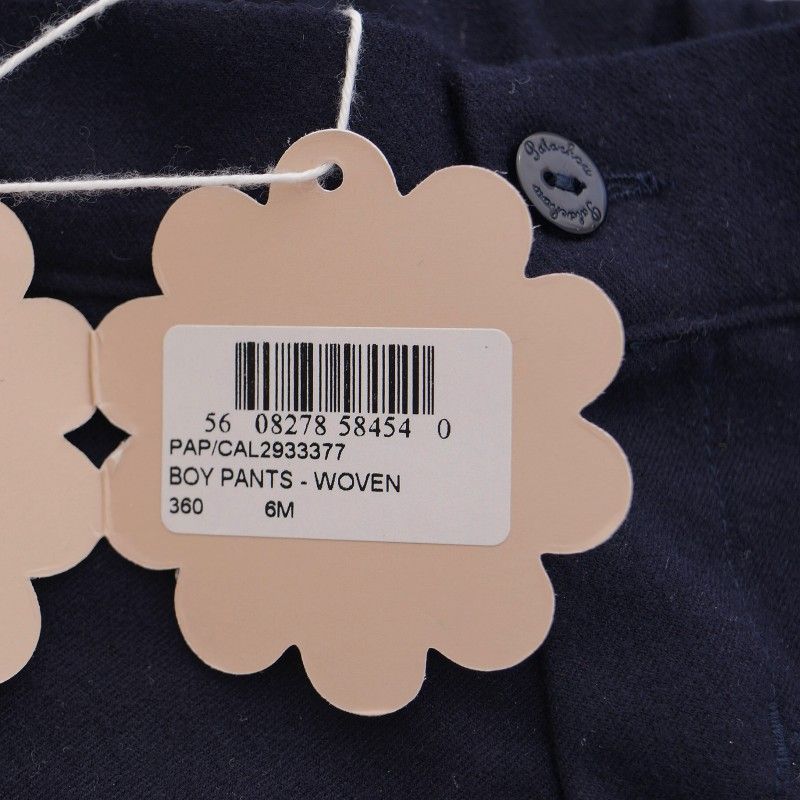 56 08278 58454 0
PAP/CAL2933377
BOY PANTS - WOVEN
360 6M